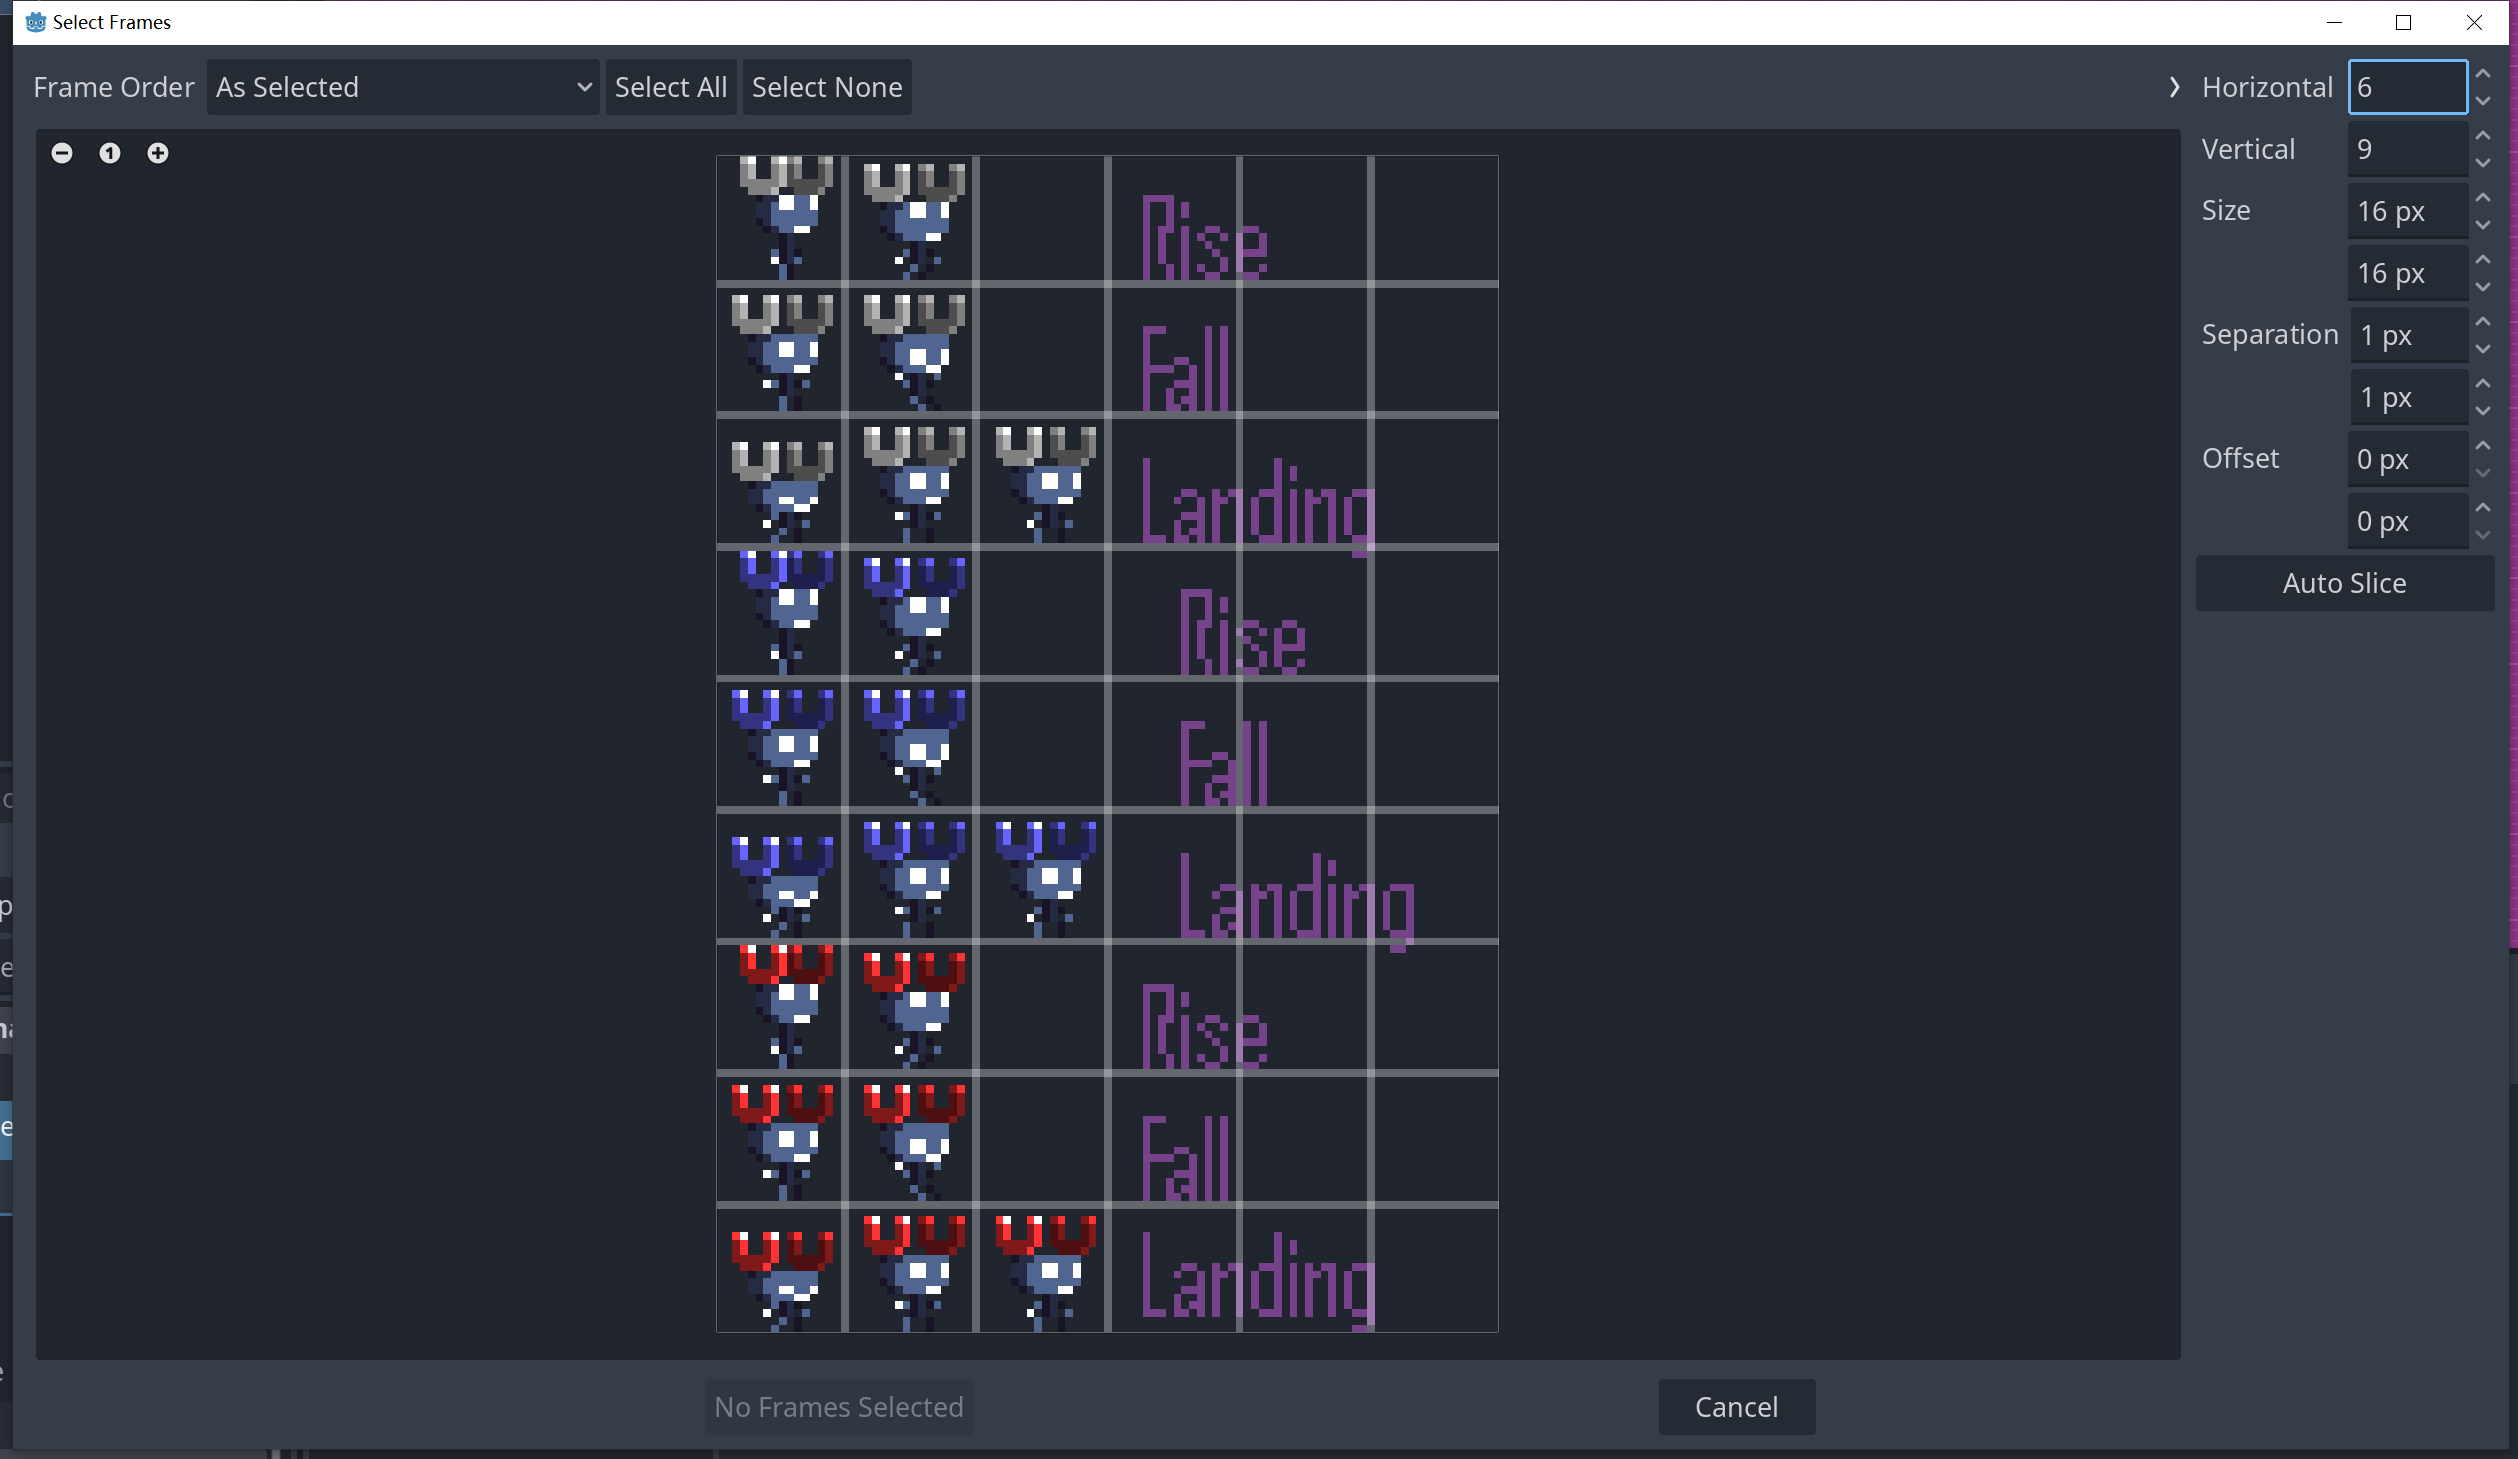 Select Frames
Frame Order As Selected Select All Select None
Horizontal 6
Vertical 9
Size 16 px
16 px
Separation 1 px
1 px
Offset 0 px
0 px
Auto Slice
1
Rise
Fall
Landing
Rise
Fall
Landing
Rise
Fall
Landing
No Frames Selected Cancel